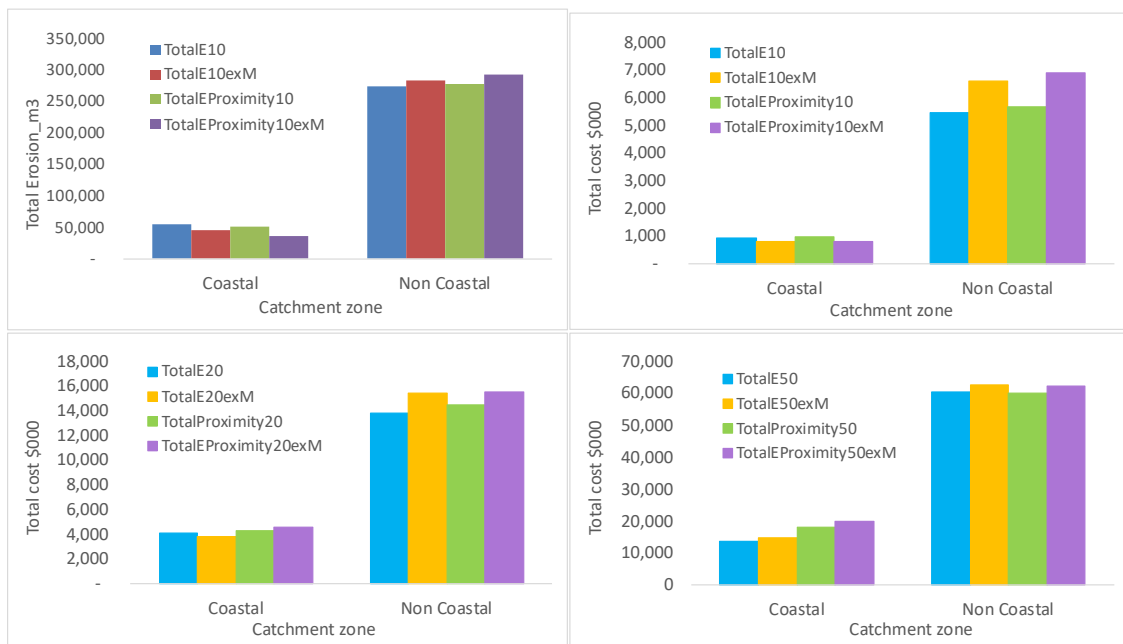 Total Erosion_m3
350,000
300,000
250,000
200,000
150,000
100,000
50,000
-
TotalE10
TotalE10exM
TotalEProximity10
TotalEProximity10exM
Coastal
Non Coastal
Catchment zone
Total cost $000
8,000
7,000
6,000
5,000
4,000
3,000
2,000
1,000
-
TotalE10
TotalE10exM
TotalEProximity10
TotalEProximity10exM
Coastal
Non Coastal
Catchment zone
Total cost $000
18,000
16,000
14,000
12,000
10,000
8,000
6,000
4,000
2,000
-
TotalE20
TotalE20exM
TotalProximity20
TotalEProximity20exM
Coastal
Non Coastal
Catchment zone
Total cost $000
70,000
60,000
50,000
40,000
30,000
20,000
10,000
0
TotalE50
TotalE50exM
TotalProximity50
TotalEProximity50exM
Coastal
Non Coastal
Catchment zone